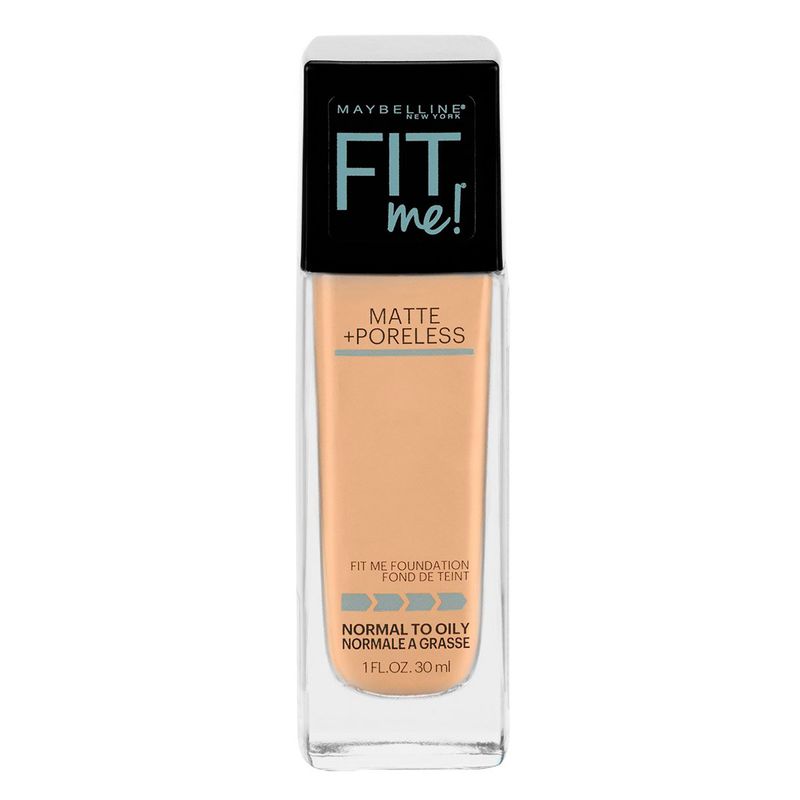 MAYBELLINE®
NEW YORK
FIT
me!®
MATTE
+PORELESS
FIT ME FOUNDATION
FOND DE TEINT
NORMAL TO OILY
NORMALE A GRASSE
1 FL.OZ. 30 ml